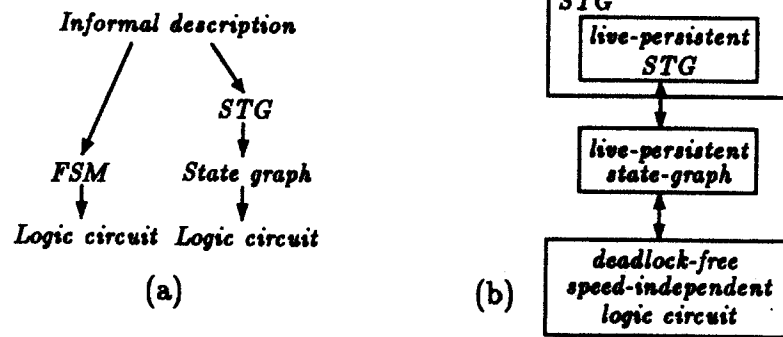 Informal description
STG
FSM
State graph
Logic circuit
Logic circuit
(a)
STG
live-persistent
STG
live-persistent
state-graph
deadlock-free
speed-independent
logic circuit
(b)